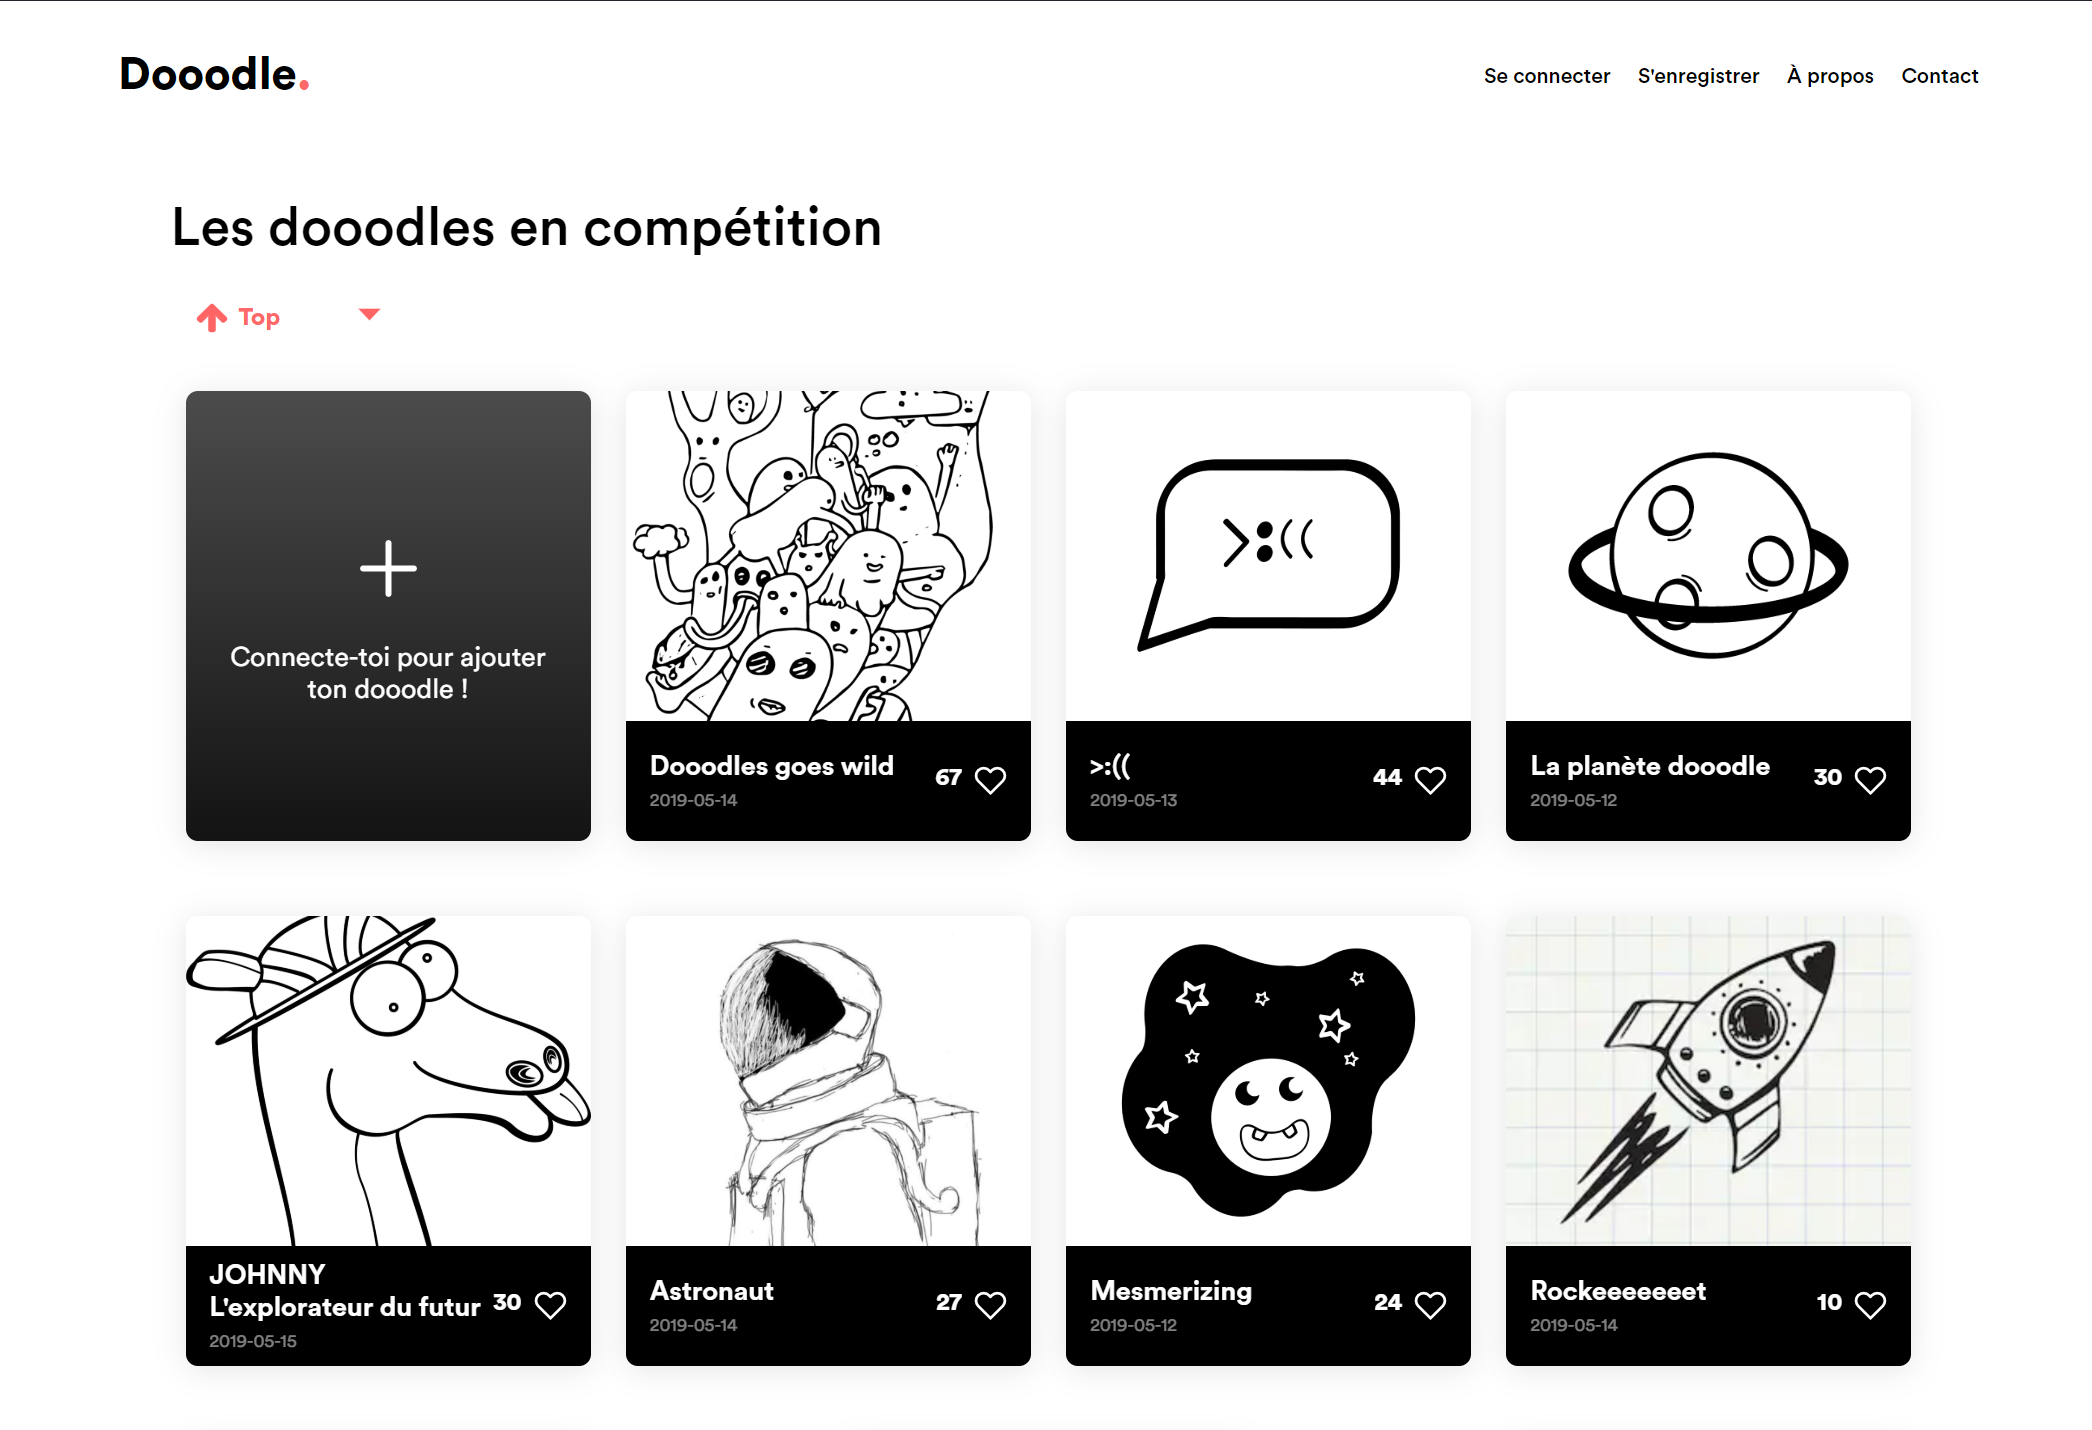 Dooodle.
Se connecter
S'enregistrer
À propos
Contact
Les dooodles en compétition
Top
Connecte-toi pour ajouter
ton dooodle !
>:((
Dooodles goes wild
67
2019-05-14
>:((
44
2019-05-13
La planète dooodle
30
2019-05-12
JOHNNY
L'explorateur du futur
30
2019-05-15
Astronaut
27
2019-05-14
Mesmerizing
24
2019-05-12
Rockeeeeeeet
10
2019-05-14